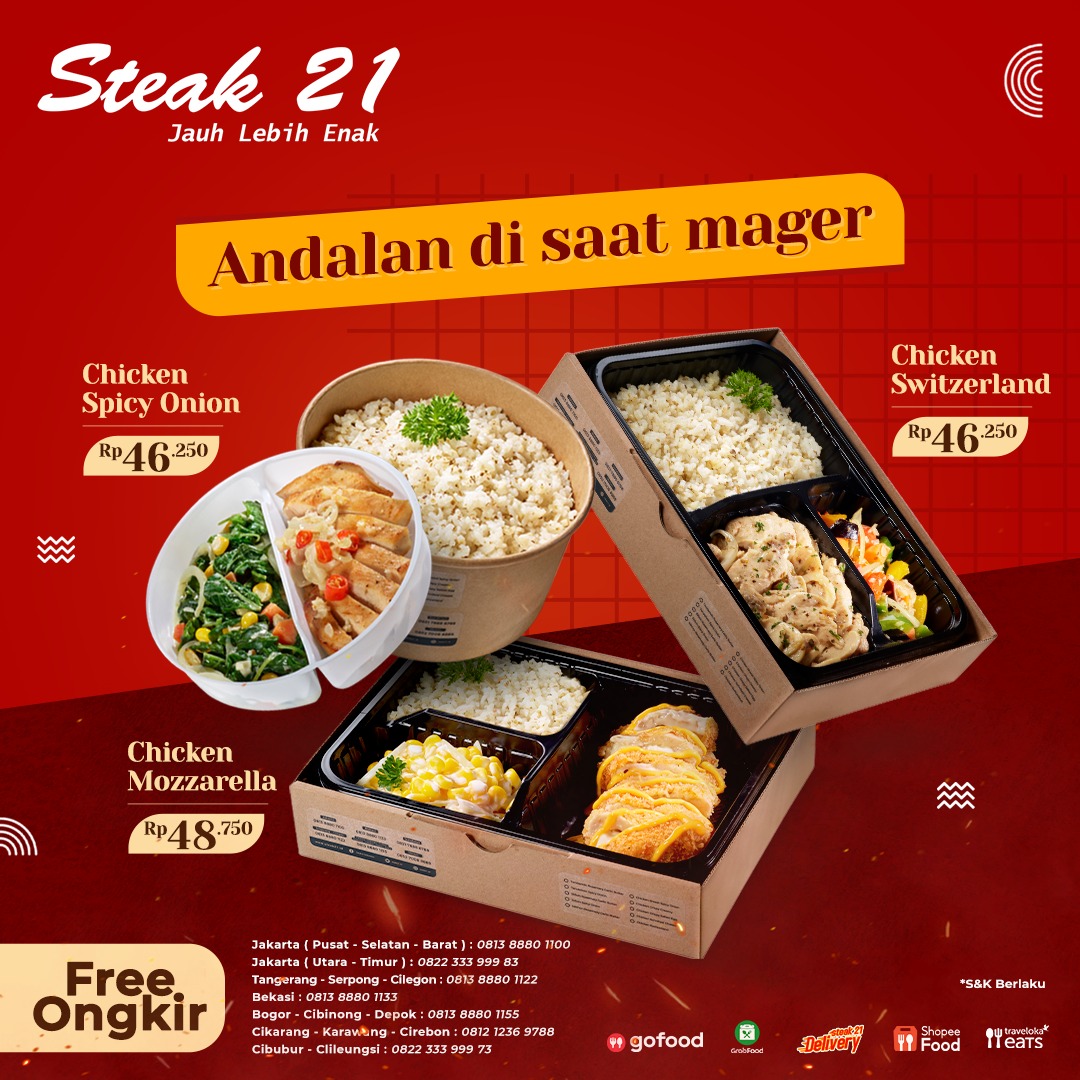 Steak 21
Jauh Lebih Enak
Andalan di saat mager
Chicken
Spicy Onion
Rp46.250
Chicken
Switzerland
Rp46.250
Chicken
Mozzarella
Rp48.750
Free
Ongkir
Jakarta ( Pusat - Selatan - Barat ) : 0813 8880 1100
Jakarta ( Utara - Timur ) : 0822 333 999 83
Tangerang - Serpong - Cilegon : 0813 8880 1122
Bekasi : 0813 8880 1133
Bogor - Cibinong - Depok : 0813 8880 1155
Cikarang - Karawang - Cirebon : 0812 1236 9788
Cibubur - Clileungsi : 0822 333 999 73
*S&K Berlaku
gofood
GrabFood
steak 21
Delivery
Shopee
Food
traveloka
eATS